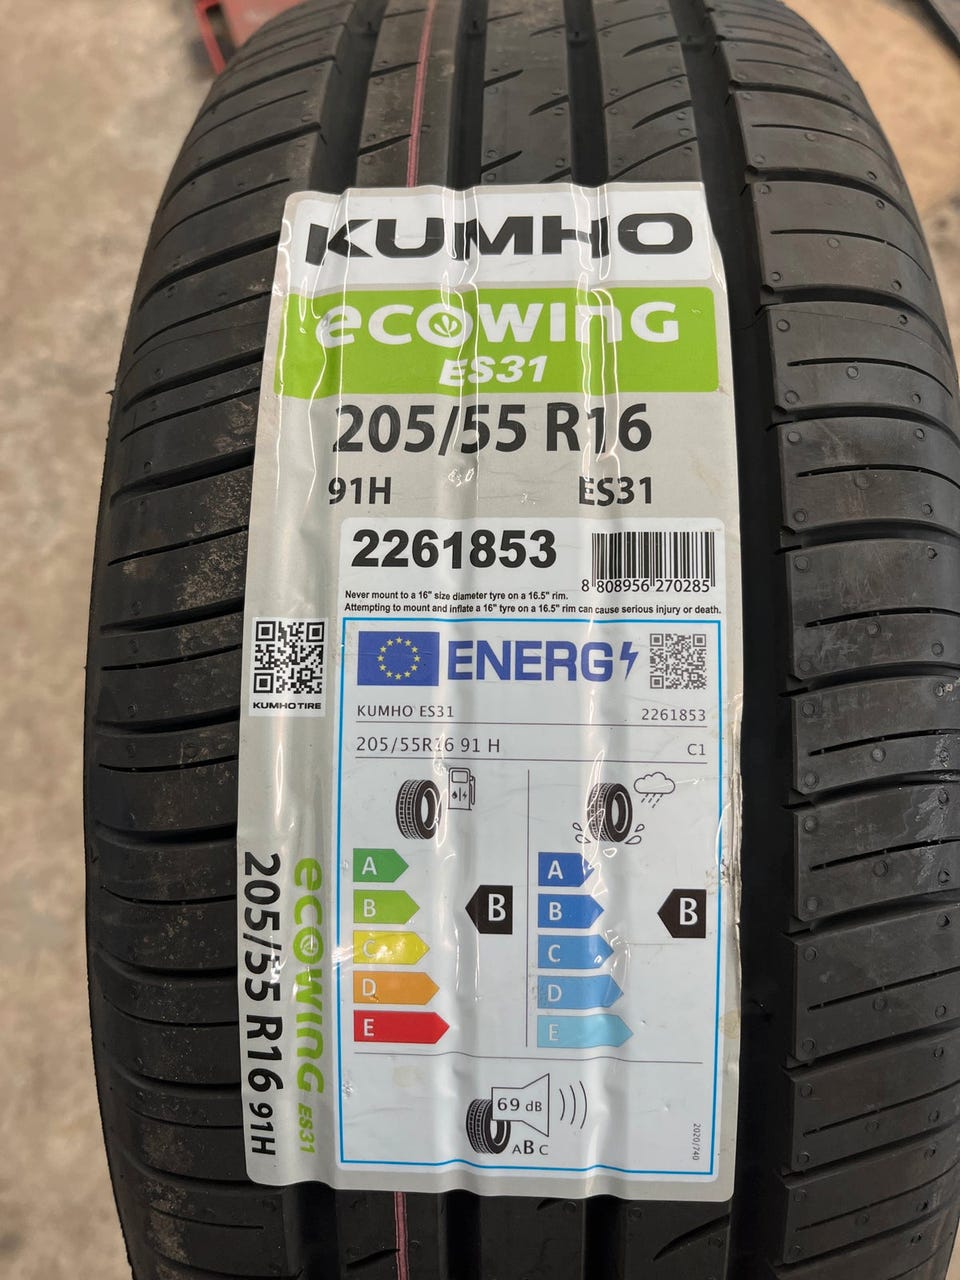 KUMHO
ecowing
ES31
205/55 R16
91H ES31
2261853
8 808956 270285
Never mount to a 16" size diameter tyre on a 16.5" rim.
Attempting to mount and inflate a 16" tyre on a 16.5" rim can cause serious injury or death.
ENERG
KUMHO TIRE
KUMHO ES31 2261853
205/55R16 91 H C1
A
B
C
D
E
B
A
B
C
D
E
B
69 dB
ABC
2020/740
ecowing ES31
205/55 R16 91H